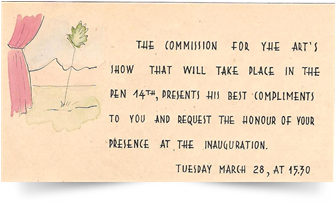 THE COMMISSION FOR YHE ART'S
SHOW THAT WILL TAKE PLACE IN THE
PEN 14TH, PRESENTS HIS BEST COMPLIMENTS
TO YOU AND REQUEST THE HONOUR OF YOUR
PRESENCE AT THE INAUGURATION.
TUESDAY MARCH 28, AT 15.30